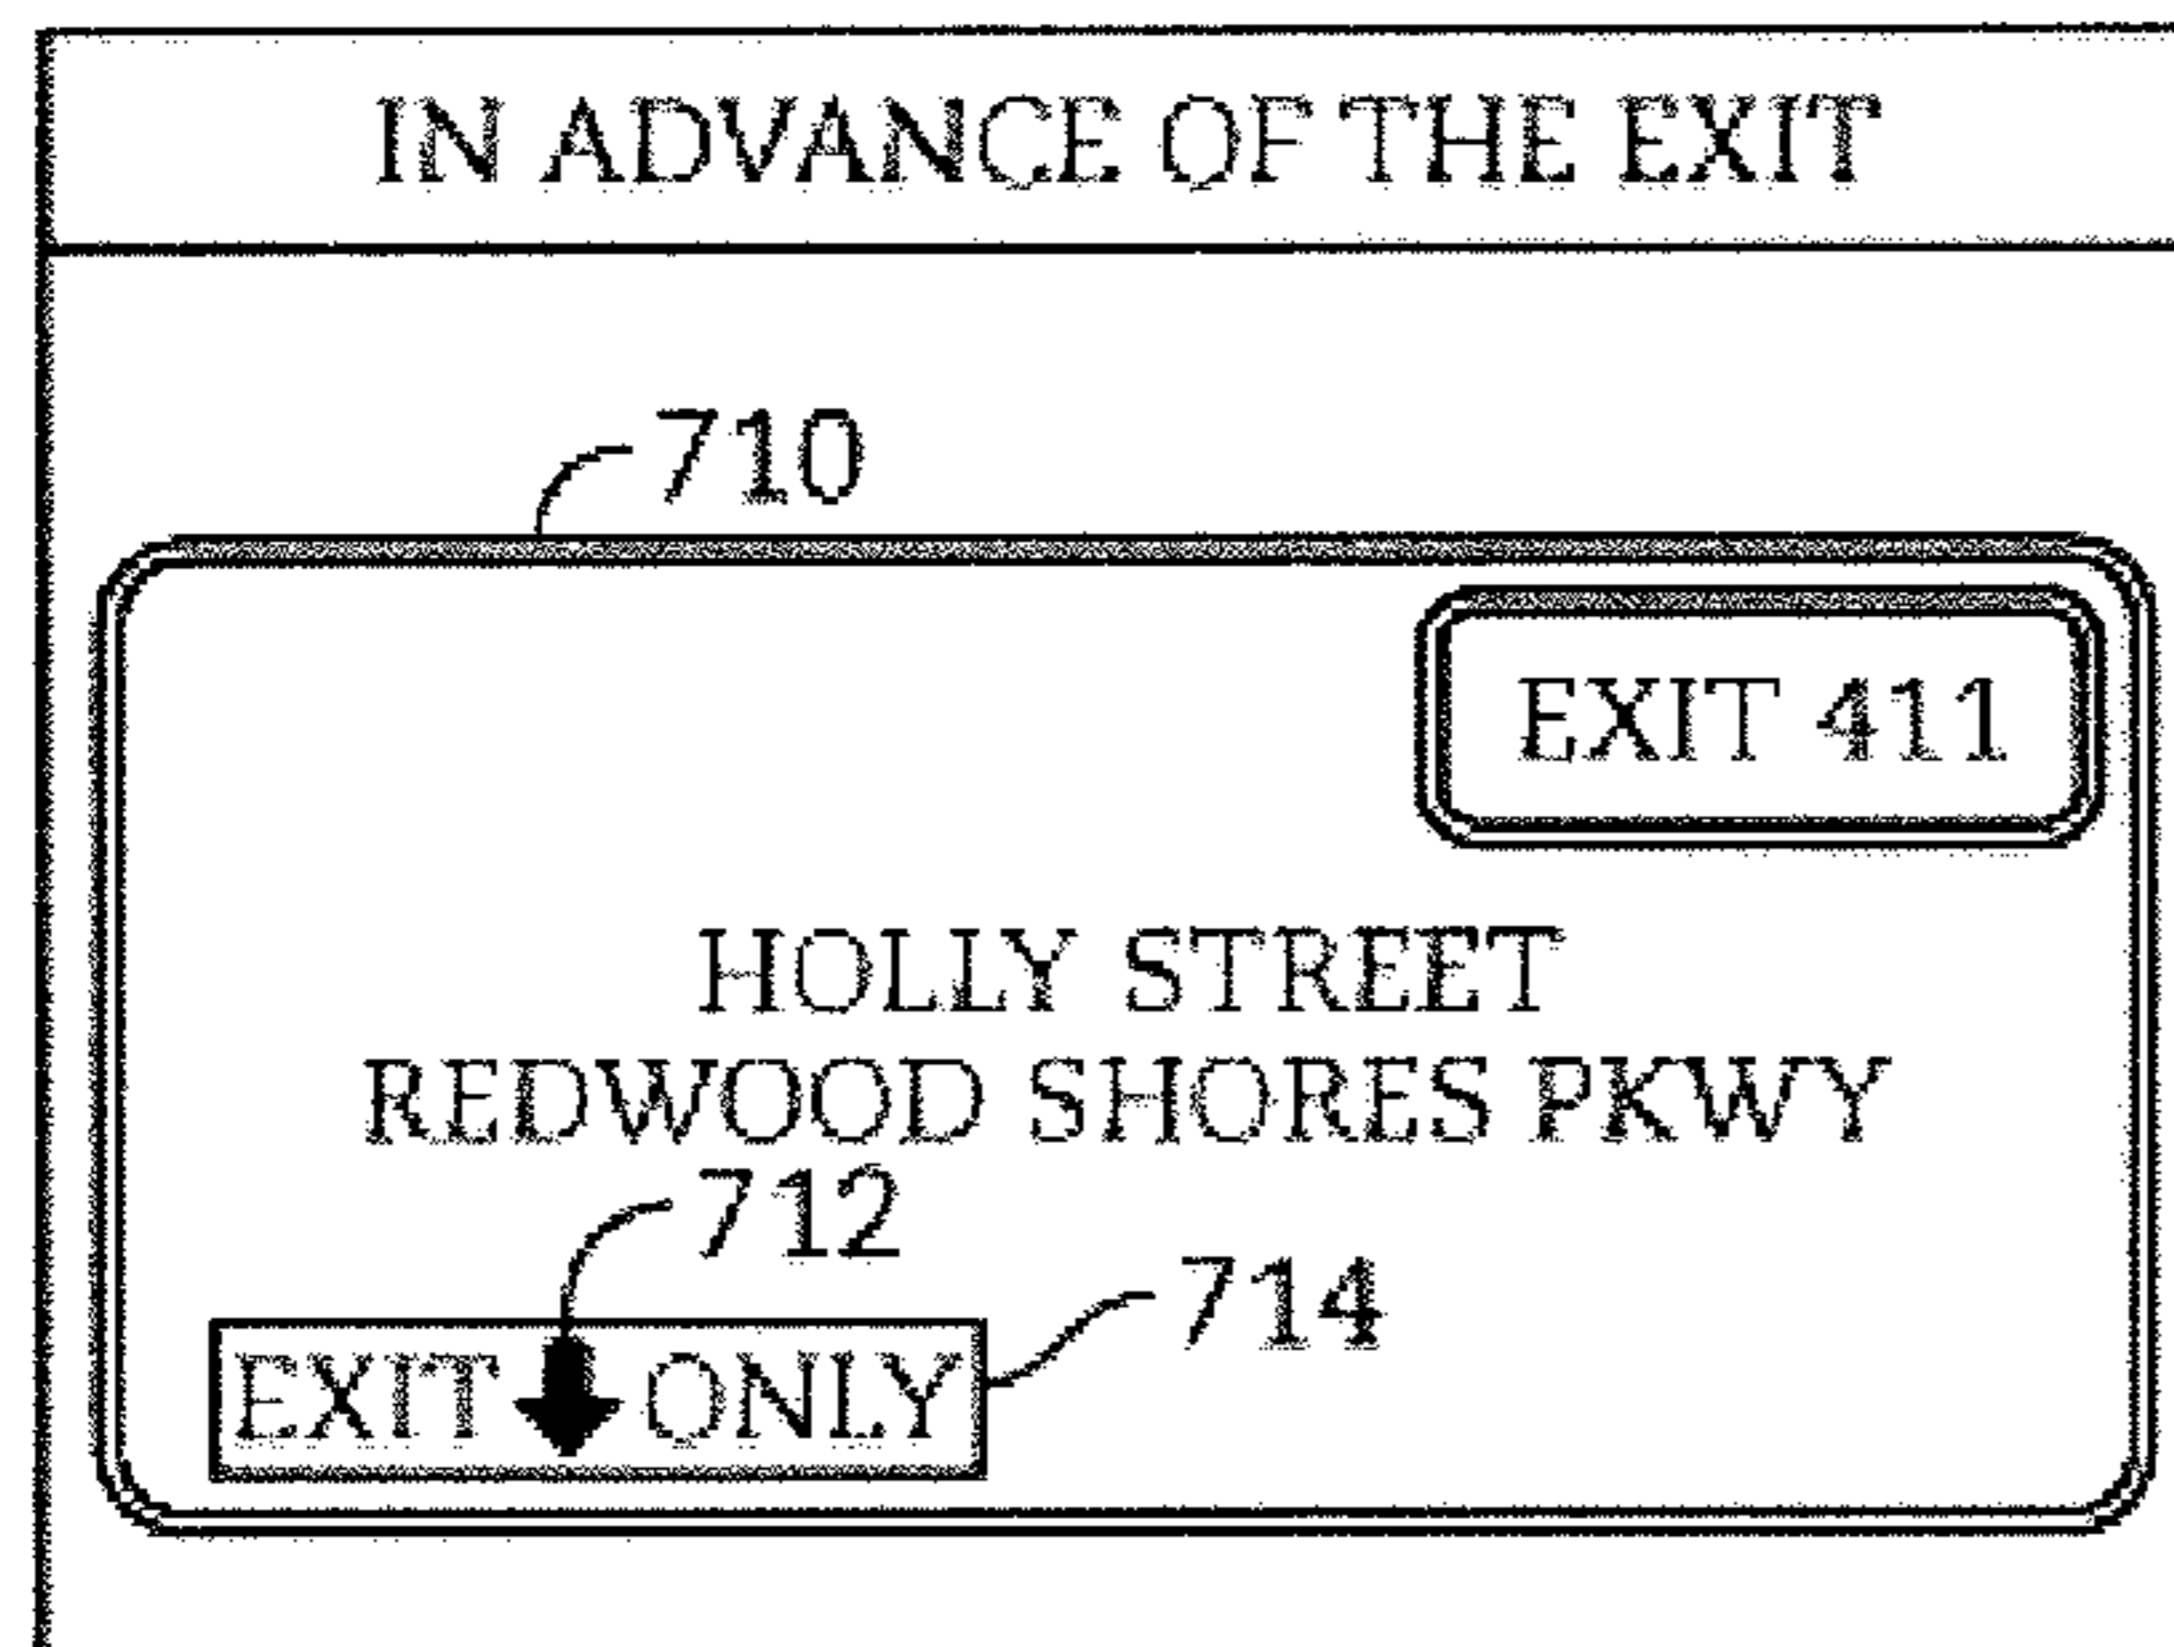 IN ADVANCE OF THE EXIT
710
EXIT 411
HOLLY STREET
REDWOOD SHORES PKWY
712
714
EXIT ONLY